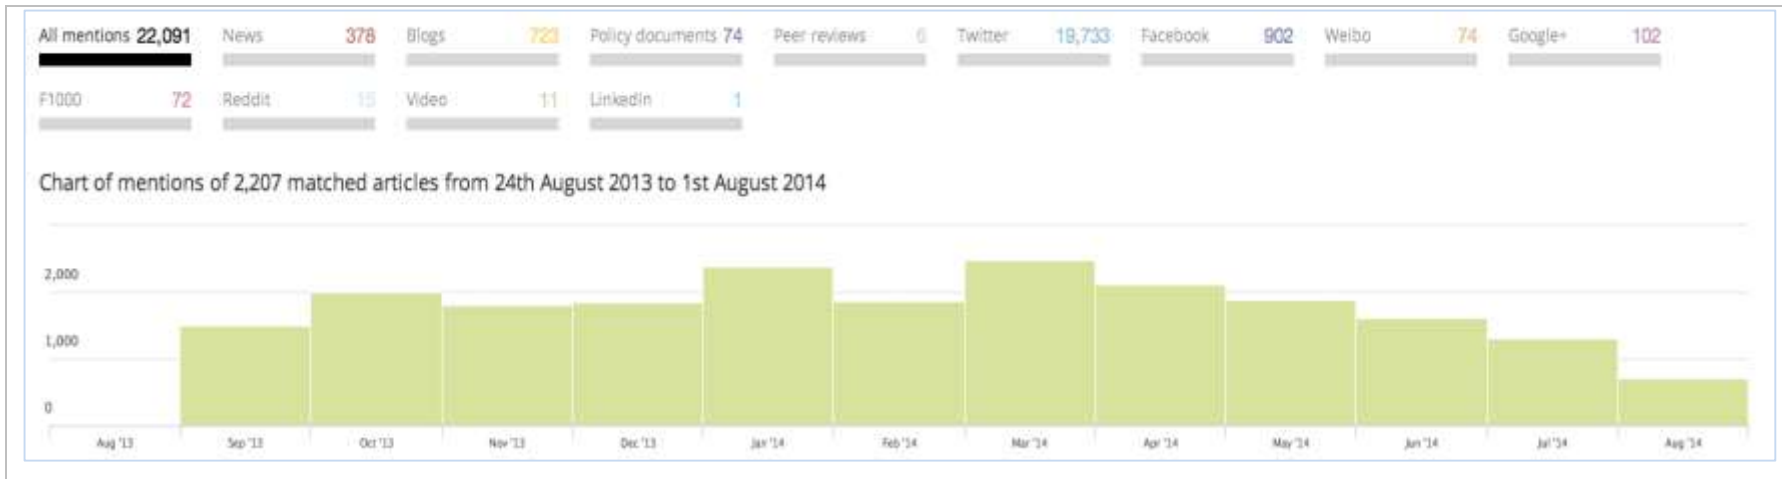 All mentions 22,091 News 378 Blogs 723 Policy documents 74 Peer reviews 6 Twitter 19,733 Facebook 902 Weibo 74 Google+ 102
F1000 72 Reddit 15 Video 11 LinkedIn 1
Chart of mentions of 2,207 matched articles from 24th August 2013 to 1st August 2014
2,000
1,000
0
Aug '13 Sep '13 Oct '13 Nov '13 Dec '13 Jan '14 Feb '14 Mar '14 Apr '14 May '14 Jun '14 Jul '14 Aug '14